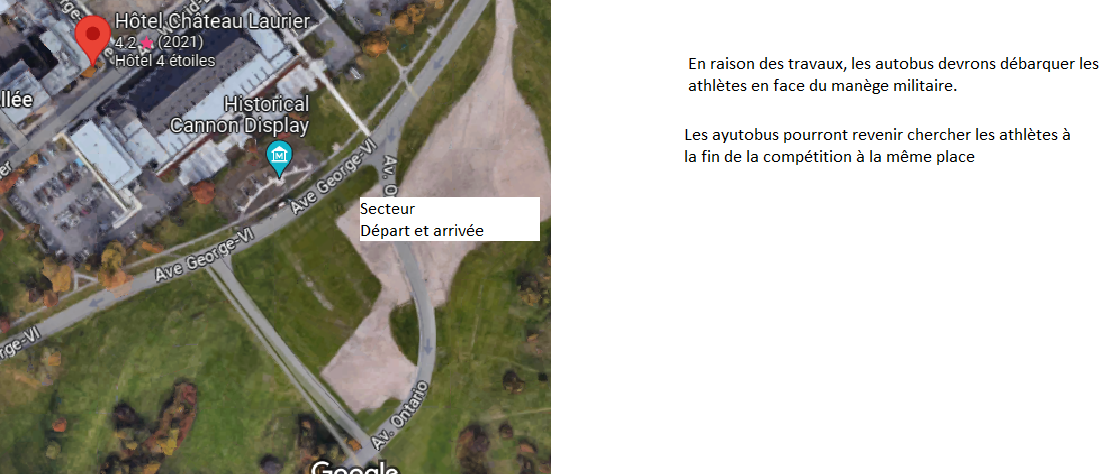 Hôtel Château Laurier
4,2 ★ (2021)
Hôtel 4 étoiles
llée
Historical
Cannon Display
Ave George-VI
Av. O
Secteur
Départ et arrivée
Ave George-VI
rge-VI
Av. Ontario
Google
En raison des travaux, les autobus devrons débarquer les
athlètes en face du manège militaire.
Les ayutobus pourront revenir chercher les athlètes à
la fin de la compétition à la même place